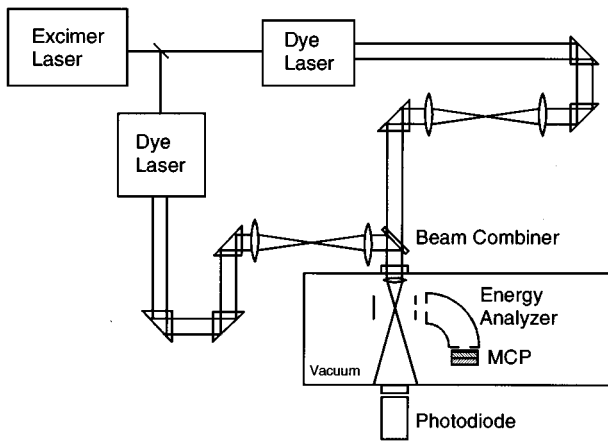 Excimer
Laser
Dye
Laser
Dye
Laser
Beam Combiner
Energy
Analyzer
MCP
Vacuum
Photodiode